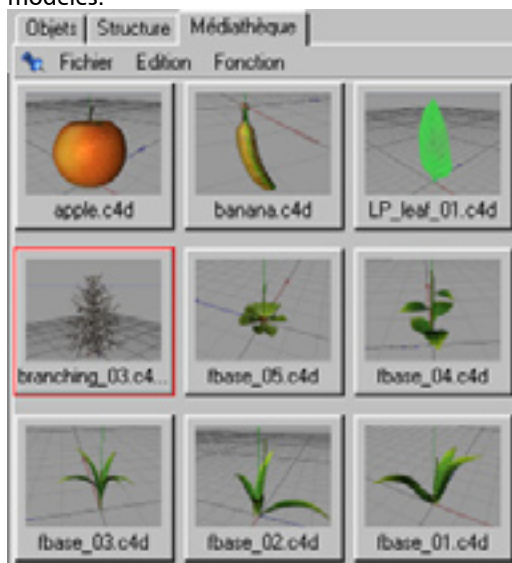 modèles.
Objets Structure Médiathèque
Fichier Edition Fonction
apple.c4d banana.c4d LP_leaf_01.c4d
branching_03.c4... fbase_05.c4d fbase_04.c4d
fbase_03.c4d fbase_02.c4d fbase_01.c4d